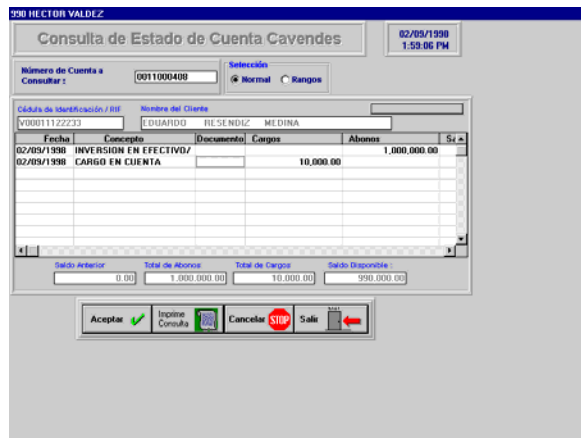 990 HECTOR VALDEZ
Consulta de Estado de Cuenta Cavendes
02/09/1998
1:59:06 PM
Número de Cuenta a
Consultar :
0011000408
Selección
Normal
Rangos
Cédula de Identificación / RIF
Nombre del Cliente
V00011122233
EDUARDO RESENDIZ MEDINA
Fecha Concepto Documento Cargos Abonos
02/09/1998 INVERSION EN EFECTIVO/ 1,000,000.00
02/09/1998 CARGO EN CUENTA 10,000.00
Saldo Anterior Total de Abonos Total de Cargos Saldo Disponible :
0.00 1.000.000.00 10.000.00 990.000.00
Aceptar
Imprime
Consulta
Cancelar
STOP
Salir